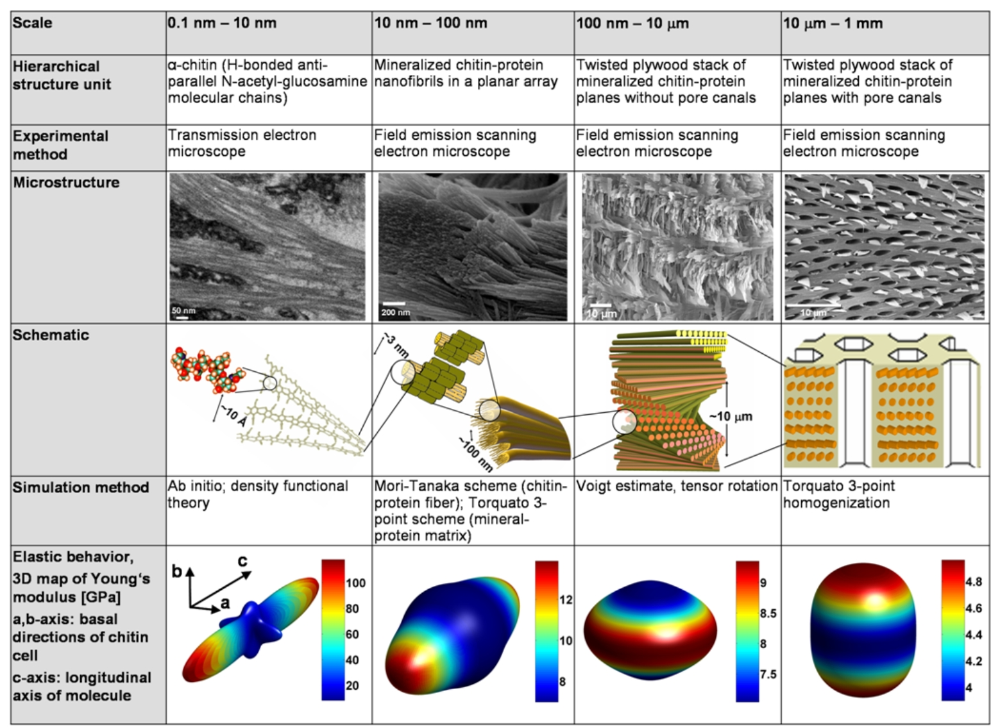 Scale
0.1 nm – 10 nm
10 nm – 100 nm
100 nm – 10 μm
10 μm – 1 mm
Hierarchical
structure unit
α-chitin (H-bonded anti-
parallel N-acetyl-glucosamine
molecular chains)
Mineralized chitin-protein
nanofibrils in a planar array
Twisted plywood stack of
mineralized chitin-protein
planes without pore canals
Twisted plywood stack of
mineralized chitin-protein
planes with pore canals
Experimental
method
Transmission electron
microscope
Field emission scanning
electron microscope
Field emission scanning
electron microscope
Field emission scanning
electron microscope
Microstructure
50 nm
200 nm
10 μm
10 μm
Schematic
~10 Å
~3 nm
~100 nm
~10 μm
Simulation method
Ab initio; density functional
theory
Mori-Tanaka scheme (chitin-
protein fiber); Torquato 3-
point scheme (mineral-
protein matrix)
Voigt estimate, tensor rotation
Torquato 3-point
homogenization
Elastic behavior,
3D map of Young‘s
modulus [GPa]
a,b-axis: basal
directions of chitin
cell
c-axis: longitudinal
axis of molecule
b
c
a
100
80
60
40
20
12
10
8
9
8.5
8
7.5
4.8
4.6
4.4
4.2
4